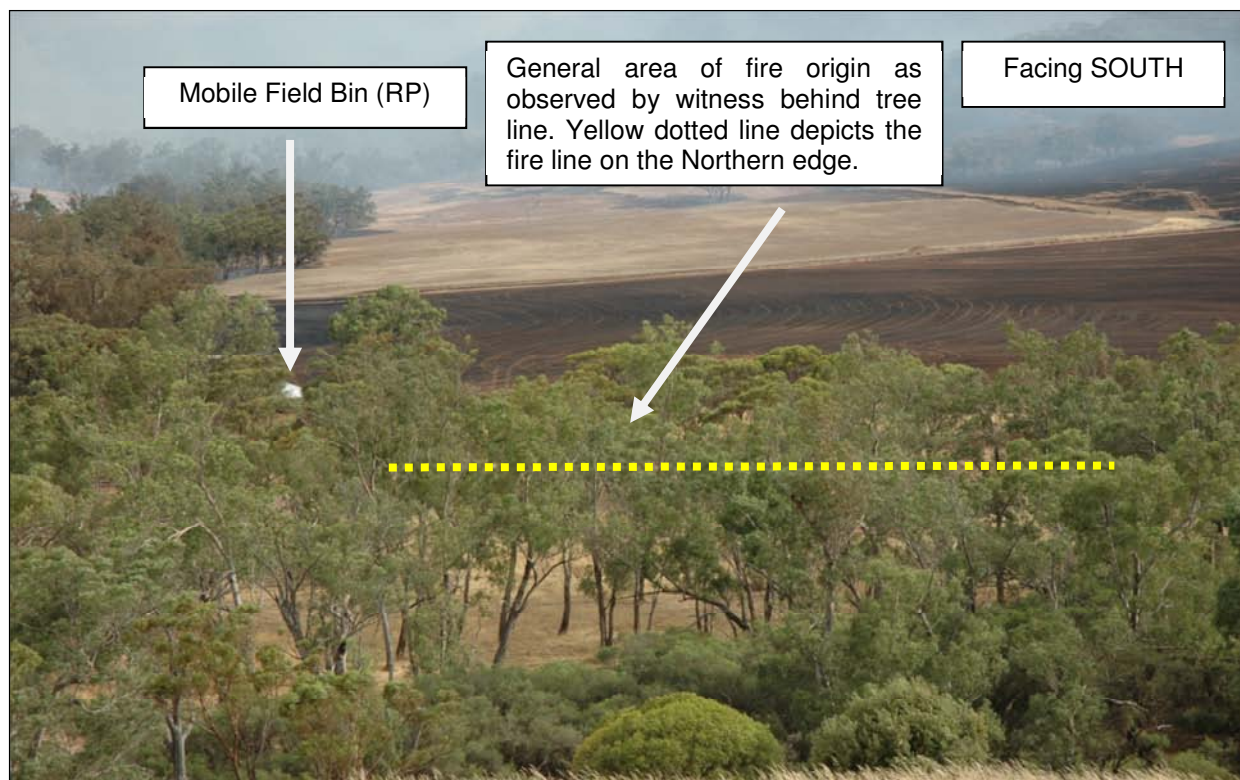 Mobile Field Bin (RP)
General area of fire origin as
observed by witness behind tree
line. Yellow dotted line depicts the
fire line on the Northern edge.
Facing SOUTH